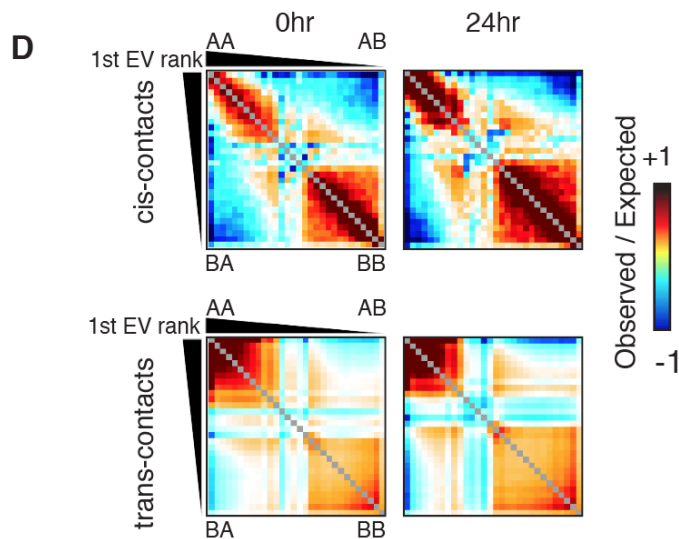 D
0hr 24hr
AA AB
1st EV rank
cis-contacts
BA BB
AA AB
1st EV rank
trans-contacts
BA BB
Observed / Expected
+1
-1